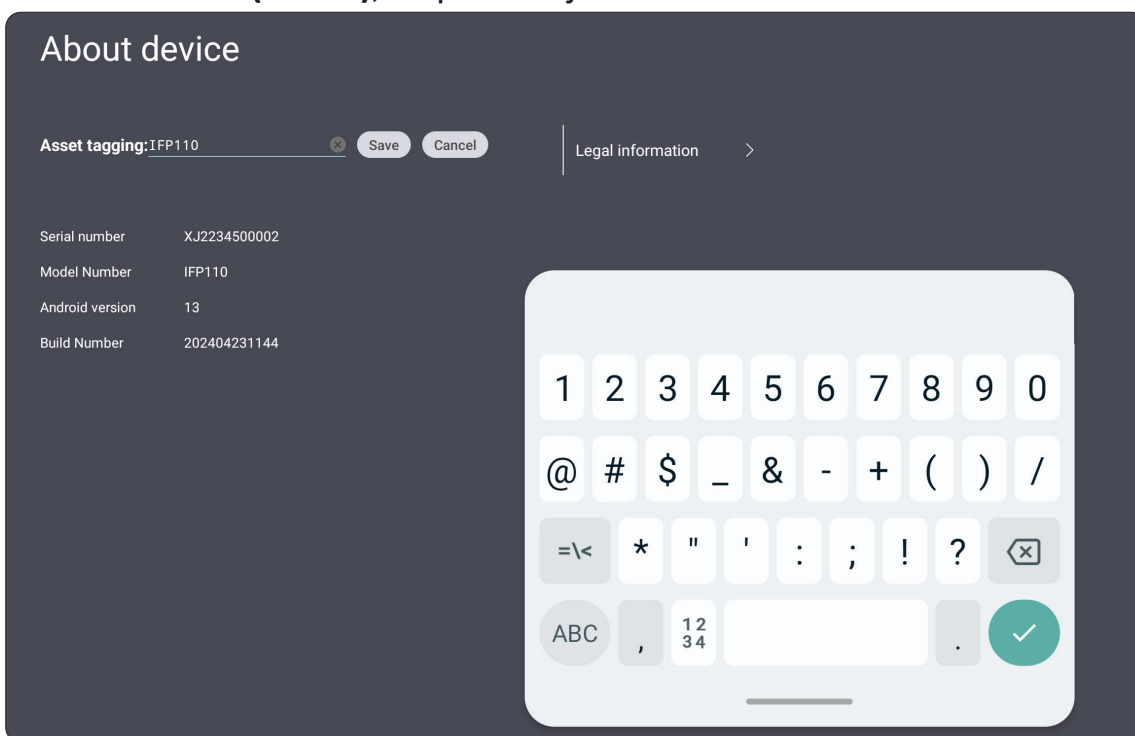 About device
Asset tagging:IFP110
Save
Cancel
Legal information
Serial number XJ2234500002
Model Number IFP110
Android version 13
Build Number 202404231144
1 2 3 4 5 6 7 8 9 0
@ # $ _ & - + ( ) /
=\< * " ' : ; ! ?
ABC , 12 34 .